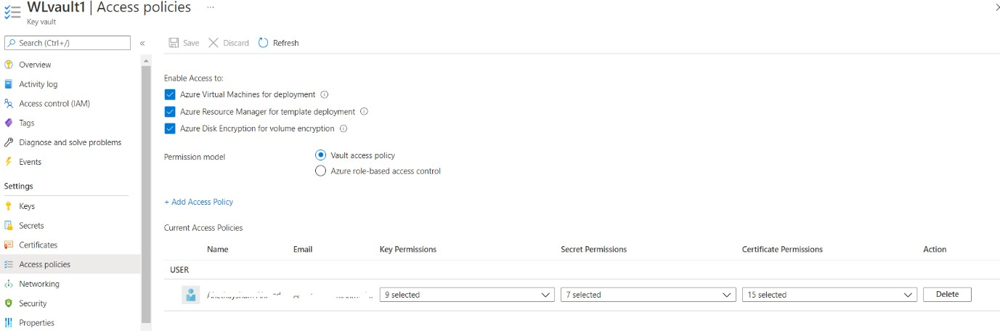 WLvault1 | Access policies ...
Key vault
Search (Ctrl+/) «
Save Discard Refresh
Overview
Activity log
Access control (IAM)
Tags
Diagnose and solve problems
Events
Settings
Keys
Secrets
Certificates
Access policies
Networking
Security
Properties
Enable Access to:
Azure Virtual Machines for deployment
Azure Resource Manager for template deployment
Azure Disk Encryption for volume encryption
Permission model
Vault access policy
Azure role-based access control
+ Add Access Policy
Current Access Policies
Name Email Key Permissions Secret Permissions Certificate Permissions Action
USER
9 selected 7 selected 15 selected Delete